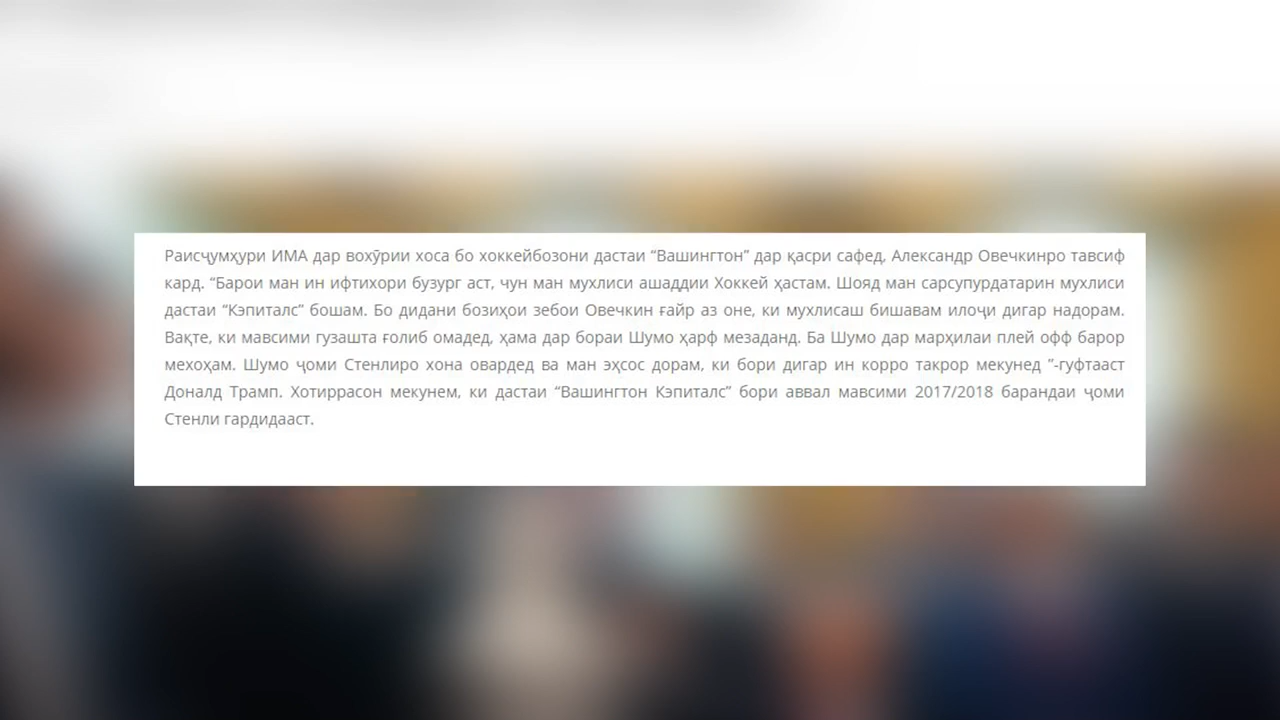 Раисҷумҳури ИМА дар вохӯрии хоса бо хоккейбозони дастаи “Вашингтон” дар қасри сафед, Александр Овечкинро тавсиф
кард. “Барои ман ин ифтихори бузург аст, чун ман мухлиси ашаддии Хоккей ҳастам. Шояд ман сарсупурдатарин мухлиси
дастаи “Кэпиталс” бошам. Бо дидани бозиҳои зебои Овечкин ғайр аз оне, ки мухлисаш бишавам илоҷи дигар надорам.
Вақте, ки мавсими гузашта ғолиб омадед, ҳама дар бораи Шумо ҳарф мезаданд. Ба Шумо дар марҳилаи плей офф барор
мехоҳам. Шумо ҷоми Стенлиро хона овардед ва ман эҳсос дорам, ки бори дигар ин корро такрор мекунед ”-гуфтааст
Доналд Трамп. Хотиррасон мекунем, ки дастаи “Вашингтон Кэпиталс” бори аввал мавсими 2017/2018 барандаи ҷоми
Стенли гардидааст.